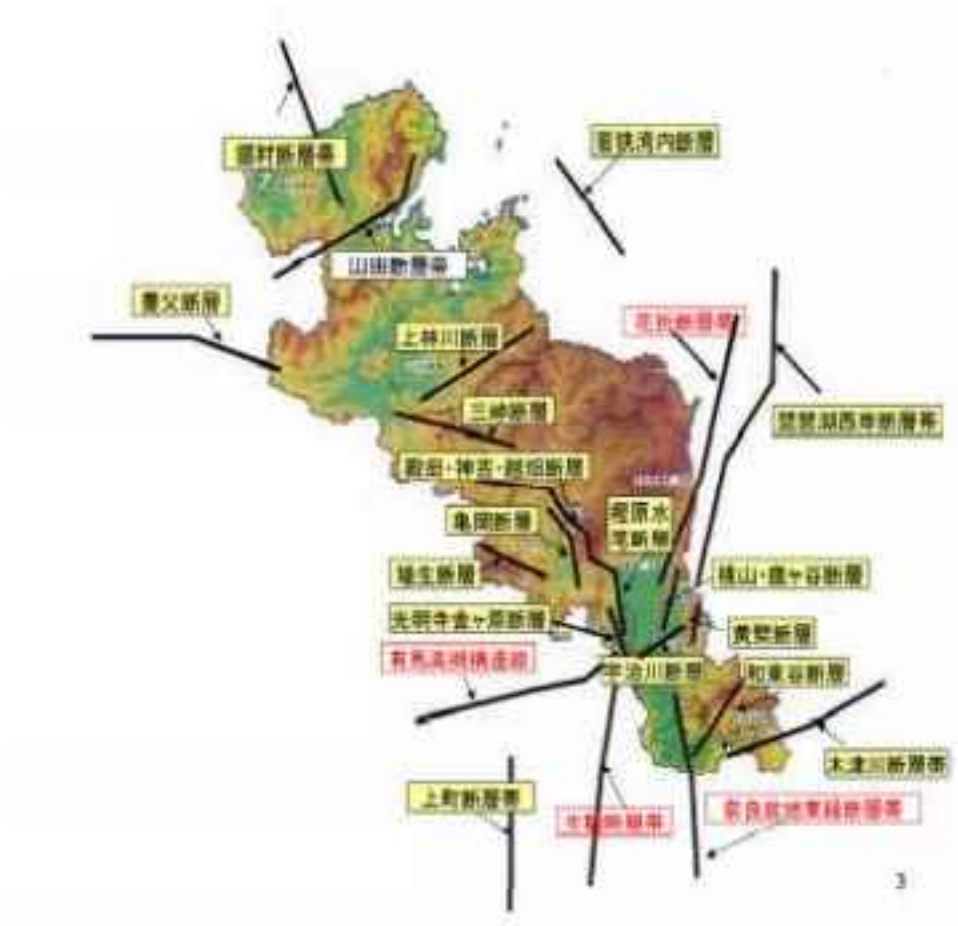 郷村断層帯
若狭湾内断層
山田断層帯
養父断層
上林川断層
花折断層帯
琵琶湖西岸断層帯
三峠断層
殿田・神吉・越畑断層
亀岡断層
樫原水
尾断層
埴生断層
桃山・鹿ケ谷断層
光明寺金ヶ原断層
黄檗断層
有馬高槻構造線
宇治川断層
和束谷断層
木津川断層帯
上町断層帯
生駒断層帯
奈良盆地東縁断層帯
3